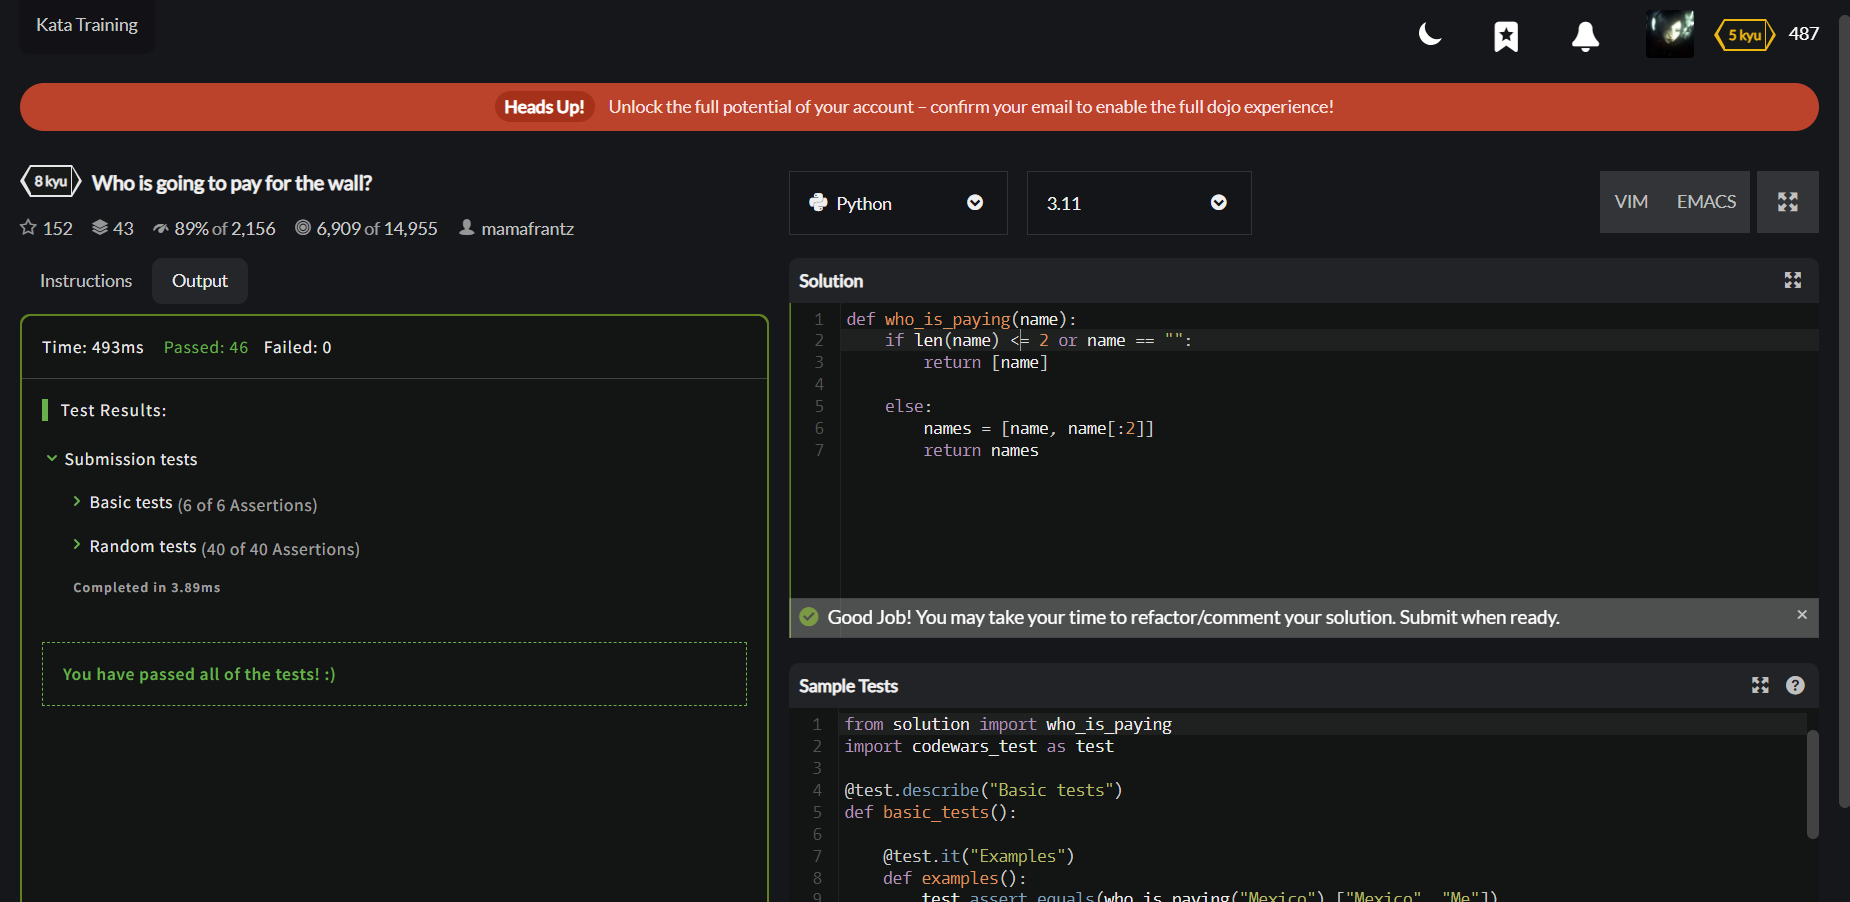 Kata Training
5 kyu 487
Heads Up! Unlock the full potential of your account – confirm your email to enable the full dojo experience!
8 kyu Who is going to pay for the wall?
152 43 89% of 2,156 6,909 of 14,955 mamafrantz
Python 3.11 VIM EMACS
Instructions Output
Time: 493ms Passed: 46 Failed: 0
Test Results:
Submission tests
Basic tests (6 of 6 Assertions)
Random tests (40 of 40 Assertions)
Completed in 3.89ms
You have passed all of the tests! :)
Solution
1 def who_is_paying(name):
2 if len(name) <= 2 or name == "":
3 return [name]
4
5 else:
6 names = [name, name[:2]]
7 return names
Good Job! You may take your time to refactor/comment your solution. Submit when ready.
Sample Tests
1 from solution import who_is_paying
2 import codewars_test as test
3
4 @test.describe("Basic tests")
5 def basic_tests():
6
7 @test.it("Examples")
8 def examples():
9 test.assert_equals(who_is_paying("Mexico"),["Mexico", "Me"])